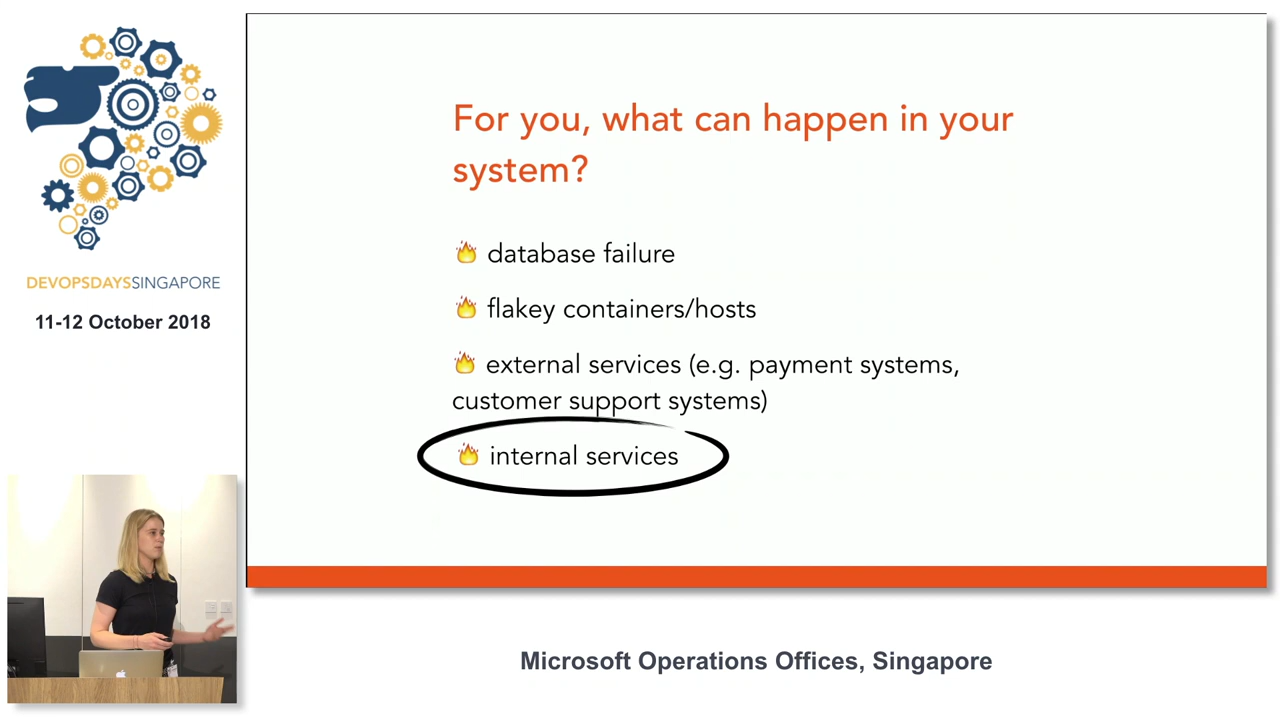 DEVOPSDAYSSINGAPORE
11-12 October 2018
For you, what can happen in your
system?
🔥 database failure
🔥 flakey containers/hosts
🔥 external services (e.g. payment systems,
customer support systems)
🔥 internal services
Microsoft Operations Offices, Singapore